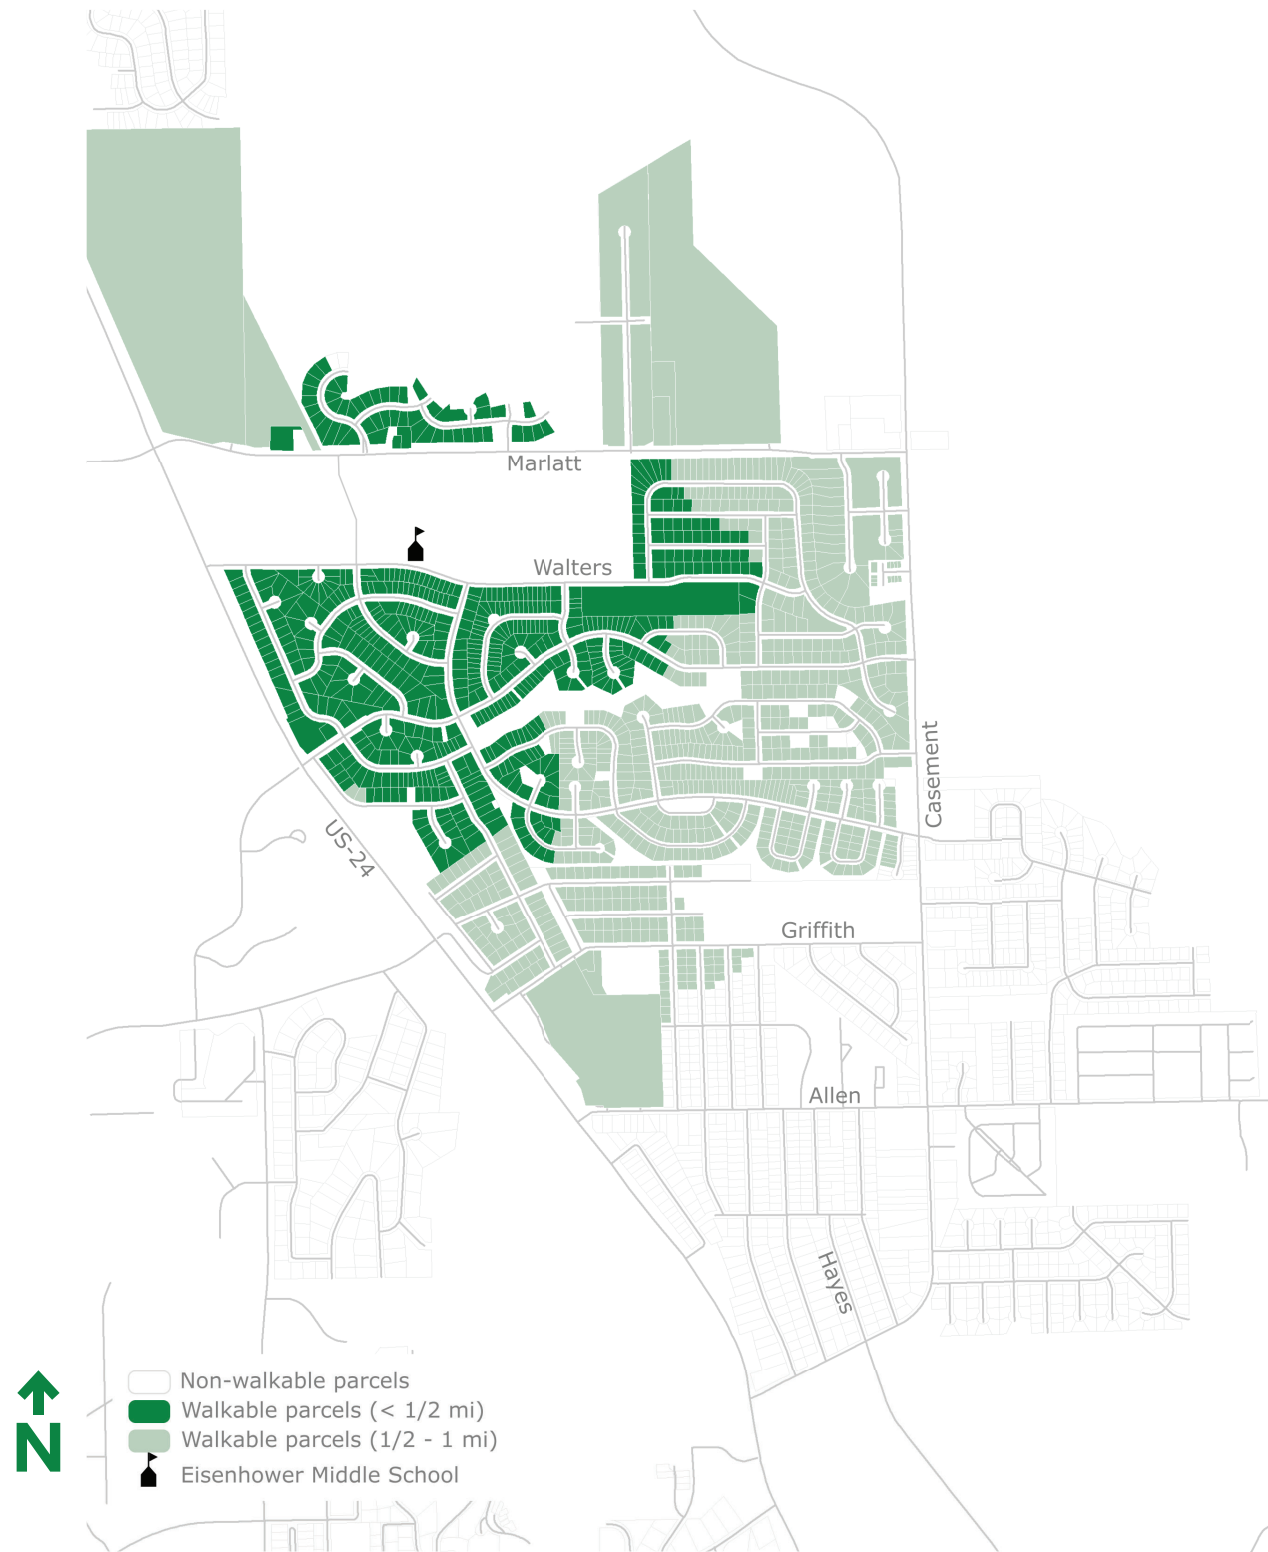 Marlatt
Walters
Casement
US-24
Griffith
Allen
Hayes
N
Non-walkable parcels
Walkable parcels (< 1/2 mi)
Walkable parcels (1/2 - 1 mi)
Eisenhower Middle School